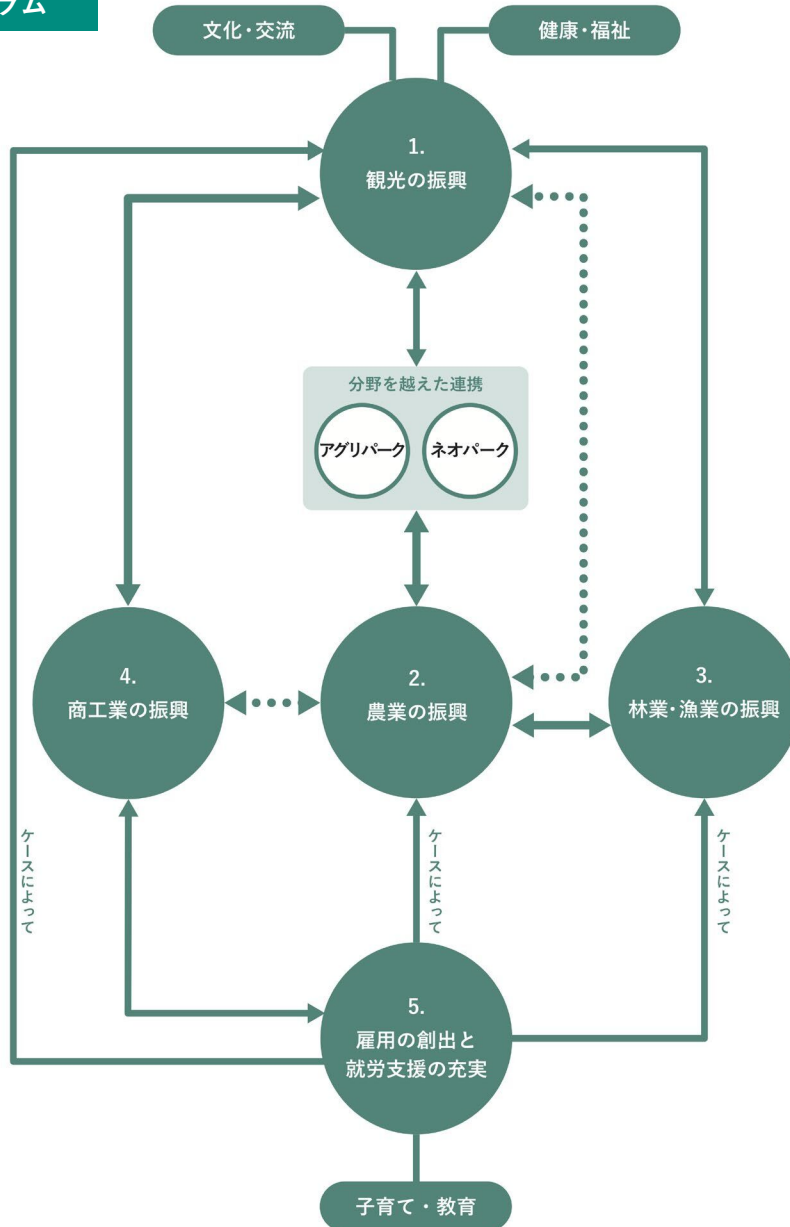 ラム
文化・交流
健康・福祉
1.
観光の振興
分野を越えた連携
アグリパーク
ネオパーク
4.
商工業の振興
2.
農業の振興
3.
林業・漁業の振興
ケースによって
ケースによって
ケースによって
5.
雇用の創出と
就労支援の充実
子育て・教育